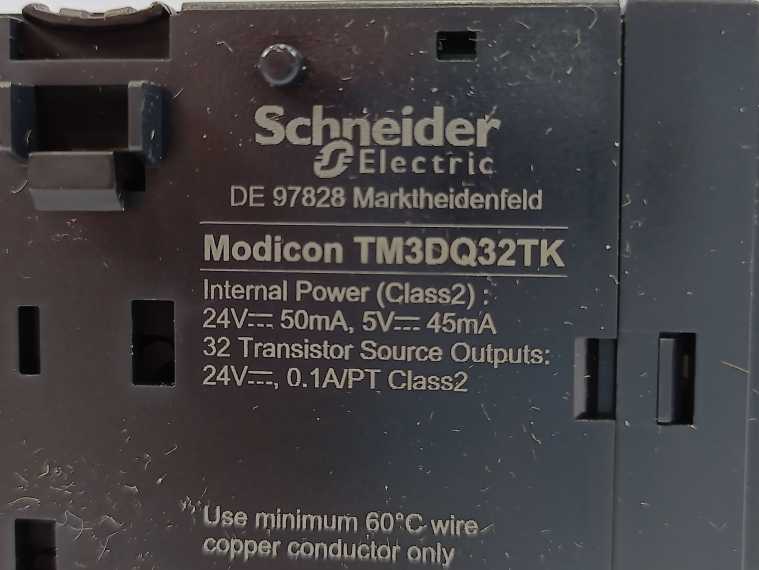 Schneider
Electric
DE 97828 Marktheidenfeld
Modicon TM3DQ32TK
Internal Power (Class2) :
24V⎓ 50mA, 5V⎓ 45mA
32 Transistor Source Outputs:
24V⎓, 0.1A/PT Class2
Use minimum 60°C wire
copper conductor only